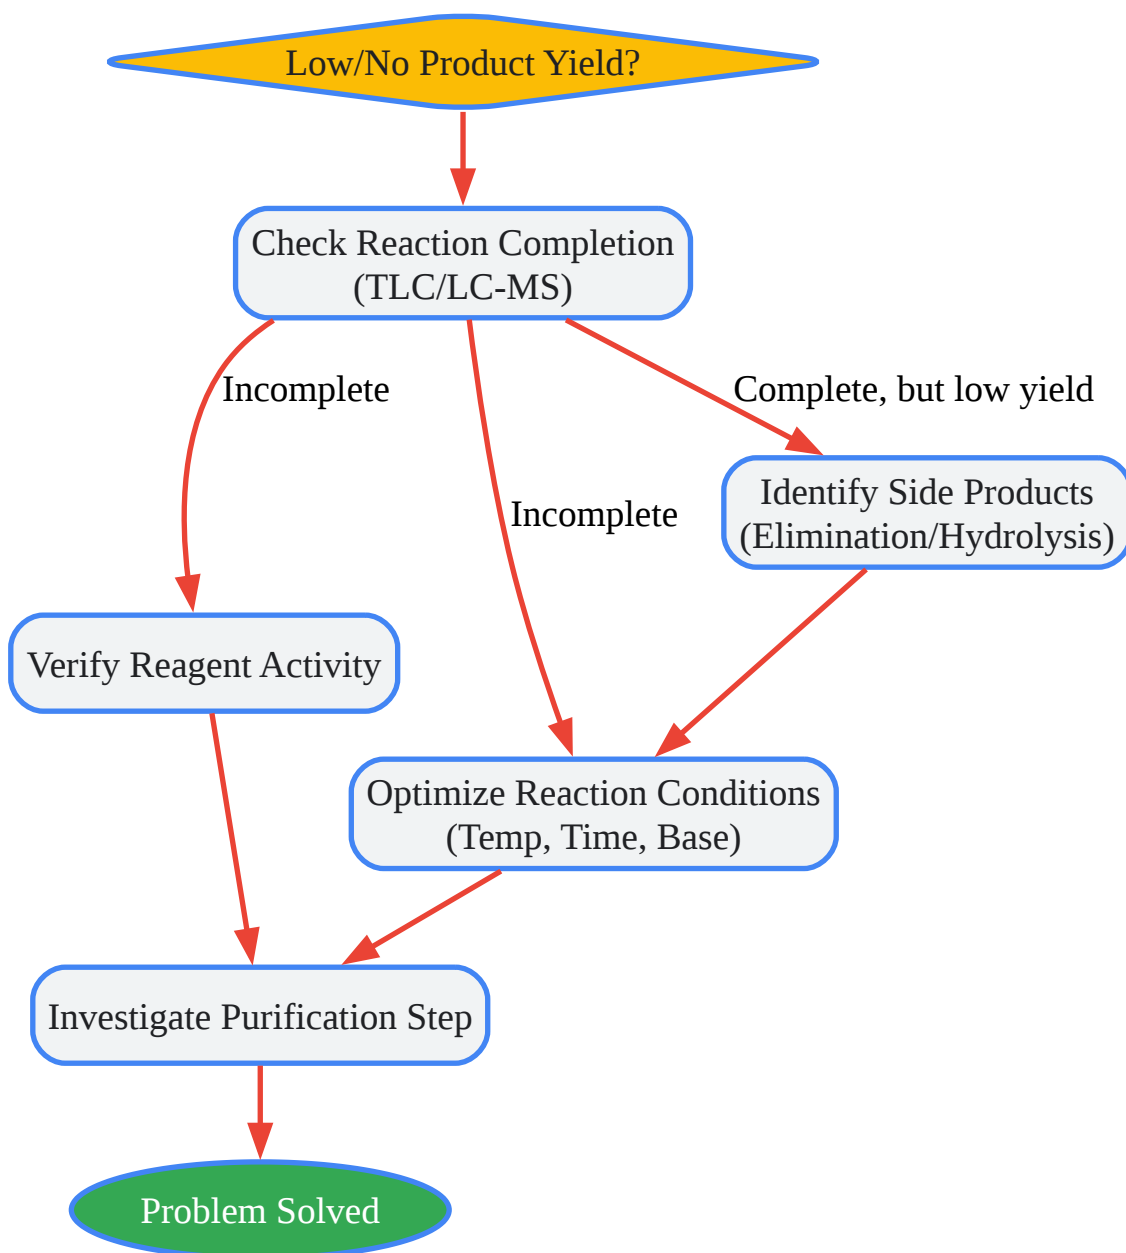 Low/No Product Yield?
Check Reaction Completion
(TLC/LC-MS)
Incomplete
Complete, but low yield
Incomplete
Identify Side Products
(Elimination/Hydrolysis)
Verify Reagent Activity
Optimize Reaction Conditions
(Temp, Time, Base)
Investigate Purification Step
Problem Solved